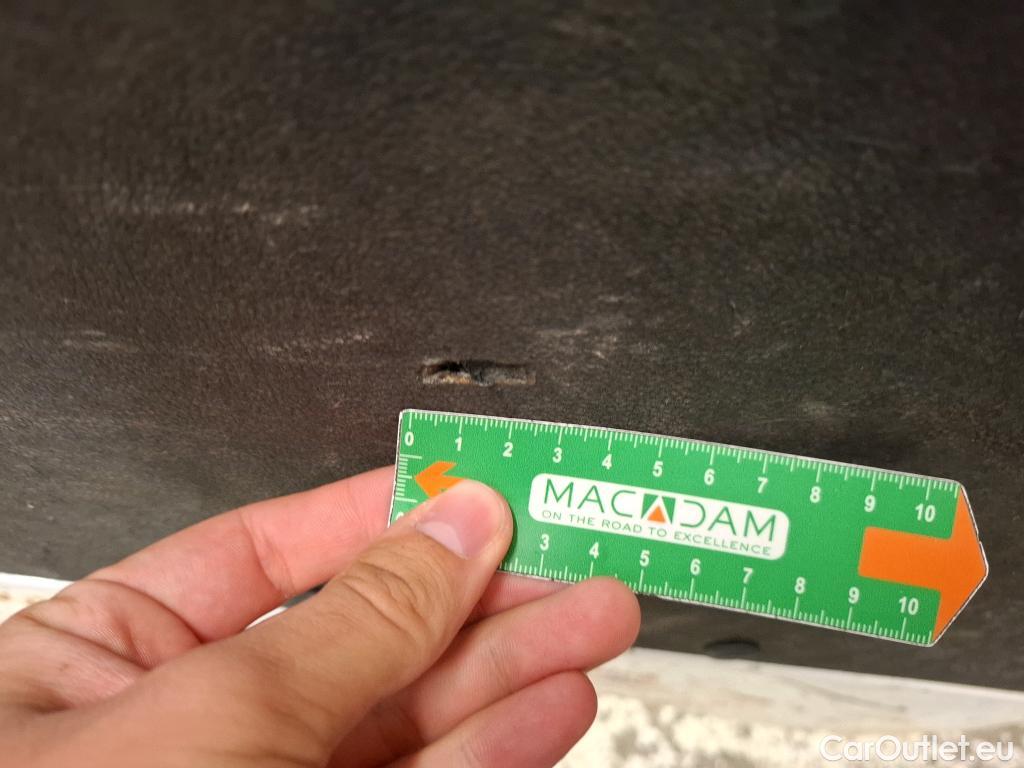 0 1 2 3 4 5 6 7 8 9 10
MACADAM
ON THE ROAD TO EXCELLENCE
3 4 5 6 7 8 9 10
CarOutlet.eu